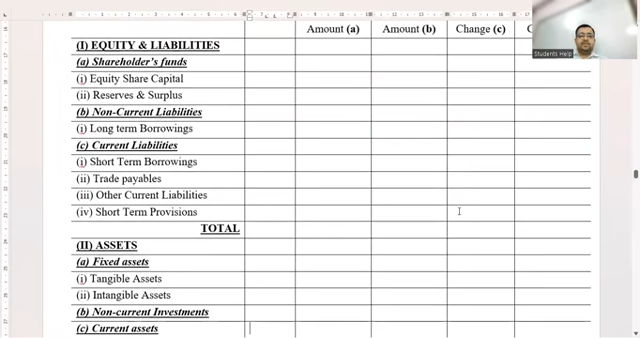 Amount (a) Amount (b) Change (c)
(I) EQUITY & LIABILITIES
(a) Shareholder's funds
(i) Equity Share Capital
(ii) Reserves & Surplus
(b) Non-Current Liabilities
(i) Long term Borrowings
(c) Current Liabilities
(i) Short Term Borrowings
(ii) Trade payables
(iii) Other Current Liabilities
(iv) Short Term Provisions
TOTAL
(II) ASSETS
(a) Fixed assets
(i) Tangible Assets
(ii) Intangible Assets
(b) Non-current Investments
(c) Current assets
Students Help